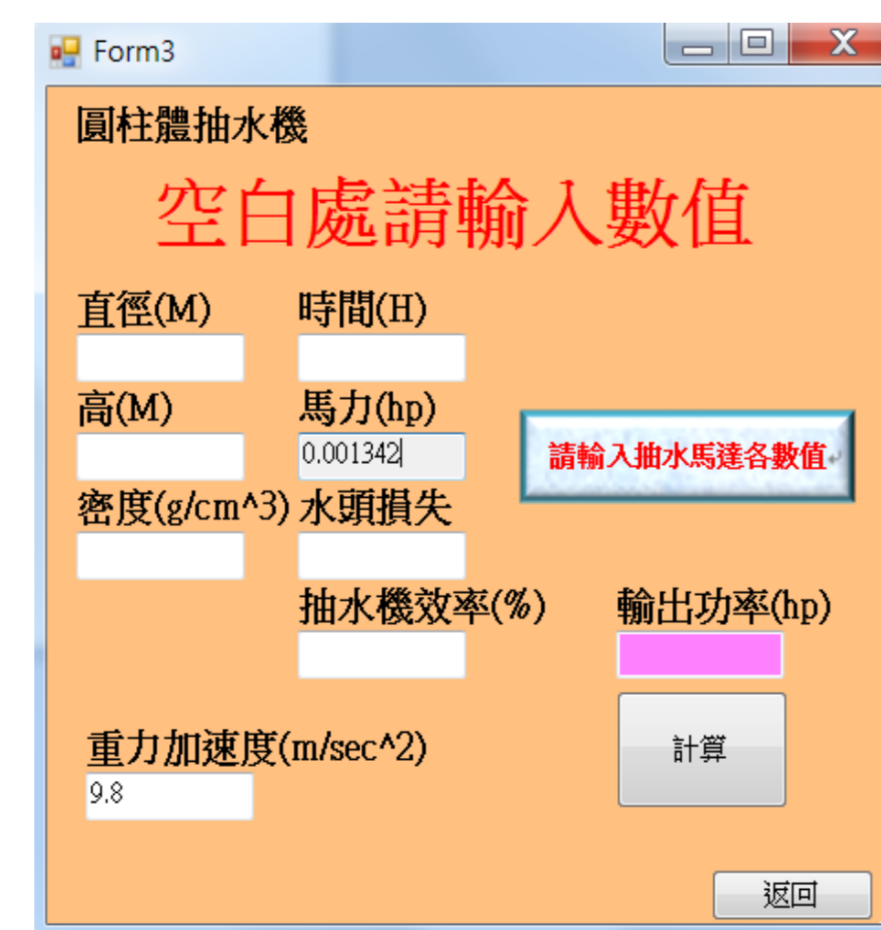 Form3
圓柱體抽水機
空白處請輸入數值
直徑(M) 時間(H)
高(M) 馬力(hp)
0.001342
請輸入抽水馬達各數值
密度(g/cm^3) 水頭損失
抽水機效率(%) 輸出功率(hp)
重力加速度(m/sec^2)
計算
9.8
返回